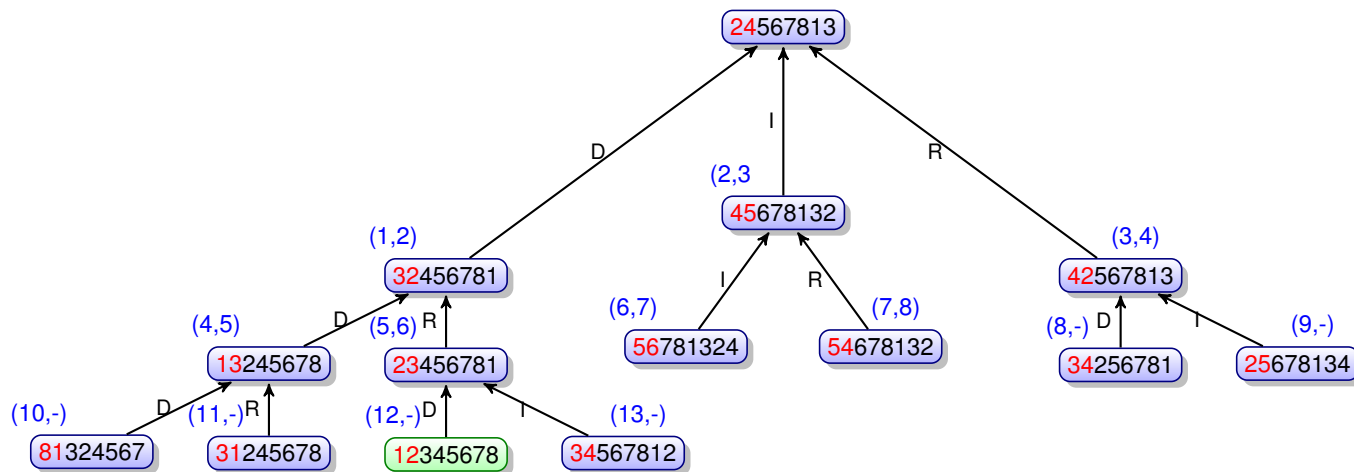 24567813
D
I
R
(2,3
45678132
(1,2)
(3,4)
32456781
42567813
D
R
I
R
D
I
(4,5)
(5,6)
(6,7)
(7,8)
(8,-)
(9,-)
13245678
23456781
56781324
54678132
34256781
25678134
D
R
D
I
(10,-)
(11,-)
(12,-)
(13,-)
81324567
31245678
12345678
34567812